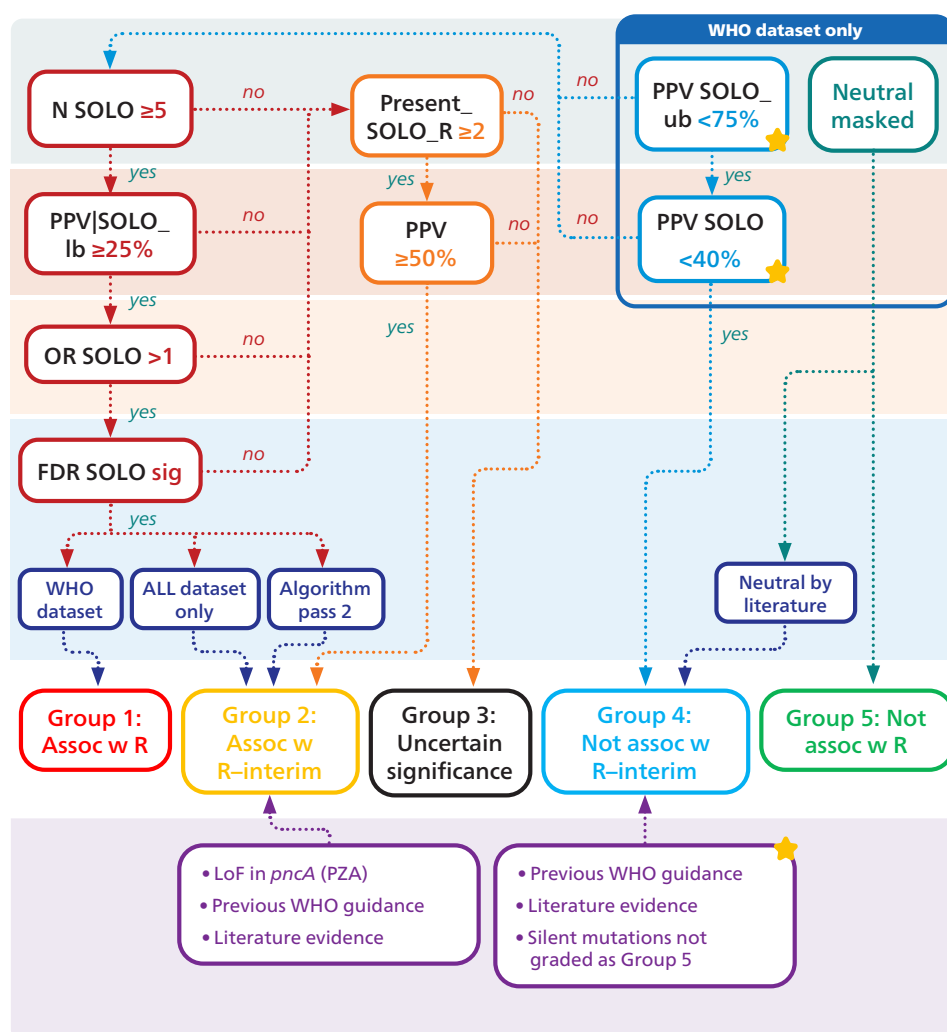 WHO dataset only
N SOLO ≥5
no
Present_
SOLO_R ≥2
no
no
PPV SOLO_
ub <75%
Neutral
masked
yes
yes
yes
PPV|SOLO_
lb ≥25%
no
PPV
≥50%
no
no
PPV SOLO
<40%
yes
yes
yes
OR SOLO >1
no
yes
FDR SOLO sig
no
yes
WHO
dataset
ALL dataset
only
Algorithm
pass 2
Neutral by
literature
Group 1:
Assoc w R
Group 2:
Assoc w
R–interim
Group 3:
Uncertain
significance
Group 4:
Not assoc w
R–interim
Group 5: Not
assoc w R
• LoF in pncA (PZA)
• Previous WHO guidance
• Literature evidence
• Previous WHO guidance
• Literature evidence
• Silent mutations not
graded as Group 5